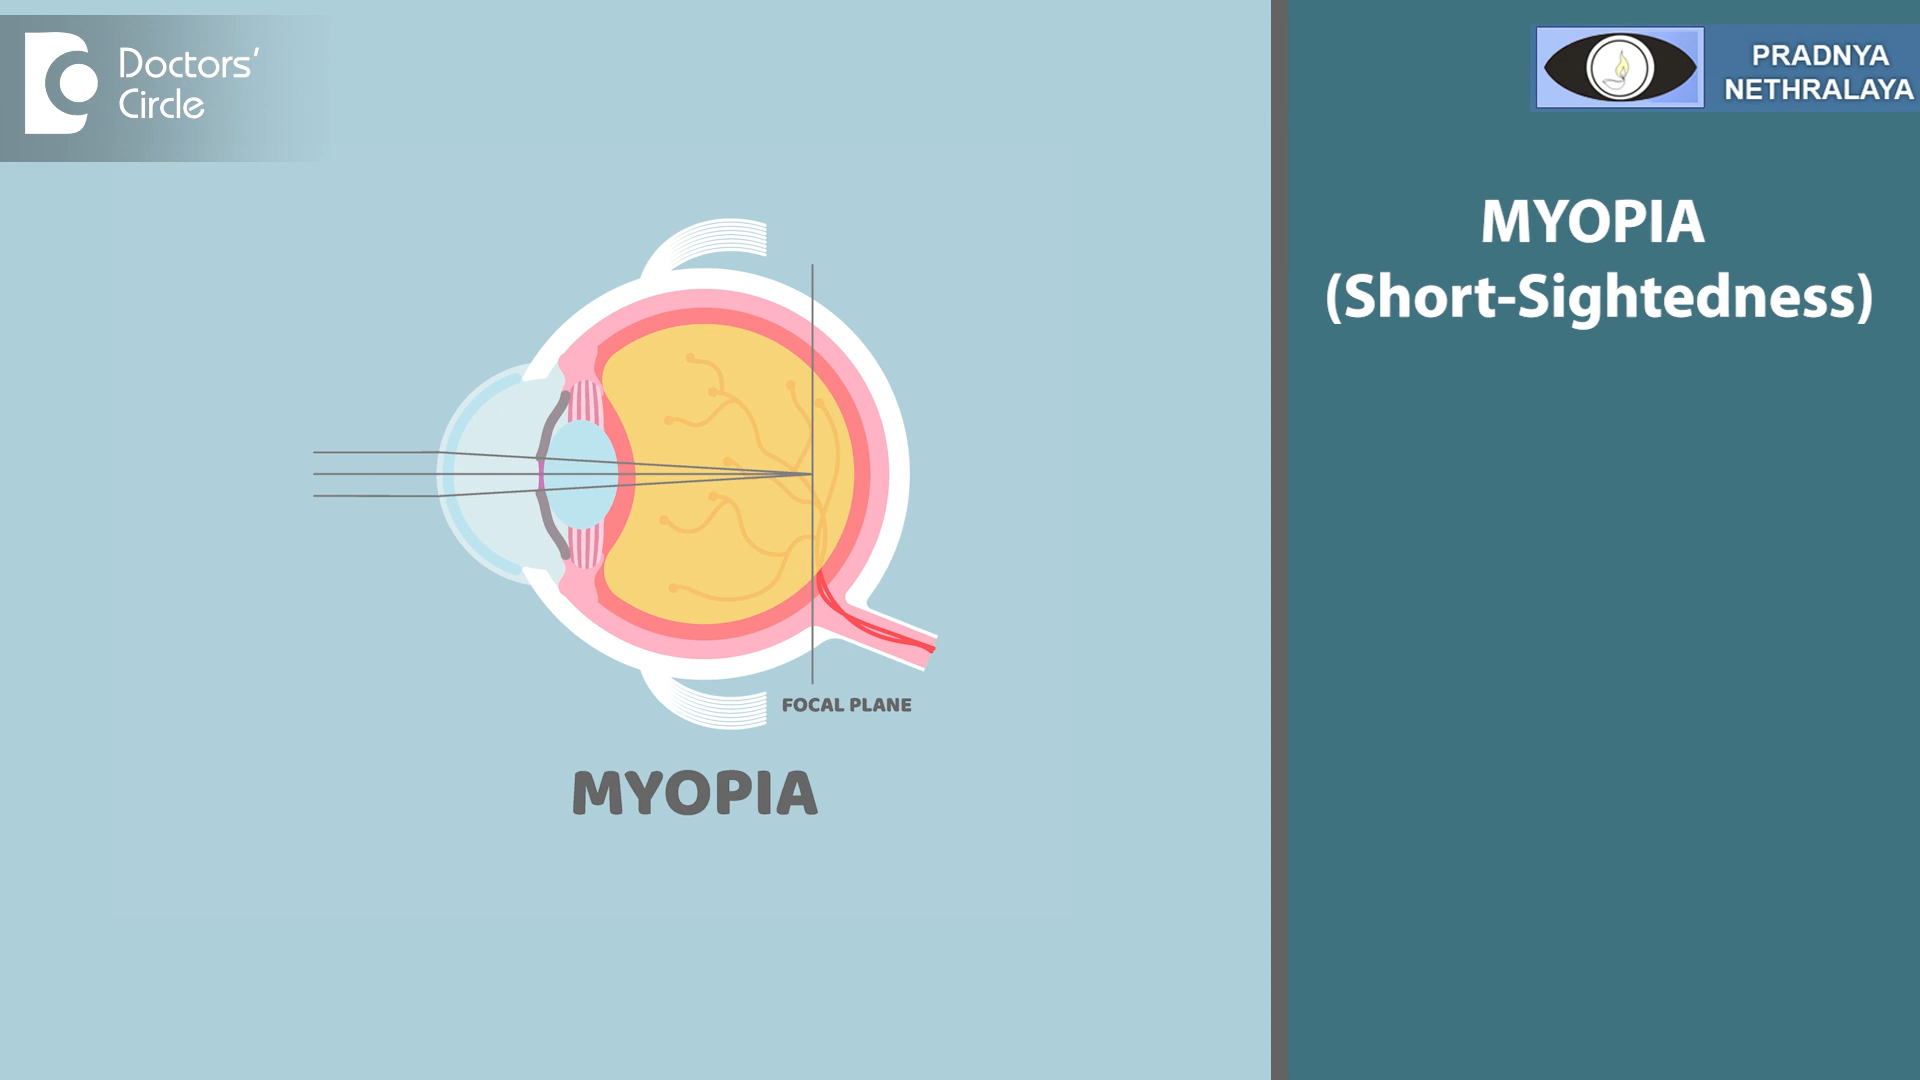 Doctors'
Circle
PRADNYA
NETHRALAYA
MYOPIA
(Short-Sightedness)
FOCAL PLANE
MYOPIA